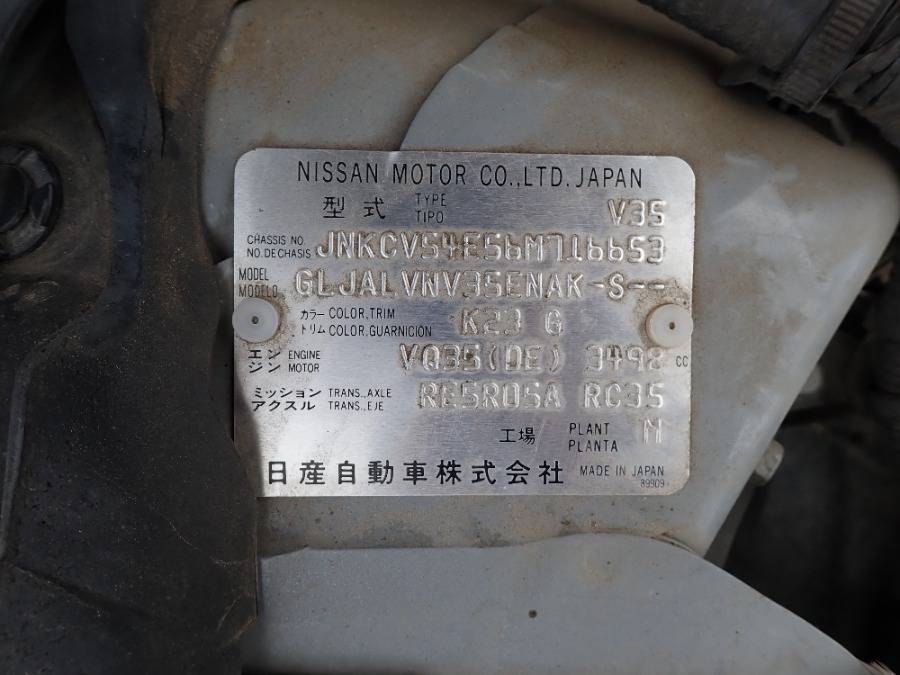 NISSAN MOTOR CO.,LTD. JAPAN
型式 TYPE TIPO V35
CHASSIS NO. NO.DE CHASIS JNKCV54E56M716653
MODEL MODELO GLJALVNV35ENAK-S--
カラー COLOR,TRIM
トリム COLOR,GUARNICIÓN K23 G
エンジン ENGINE MOTOR VQ35(DE) 3498 CC
ミッション TRANS.,AXLE
アクスル TRANS.,EJE RE5R05A RC35
工場 PLANT PLANTA M
日産自動車株式会社 MADE IN JAPAN
89909